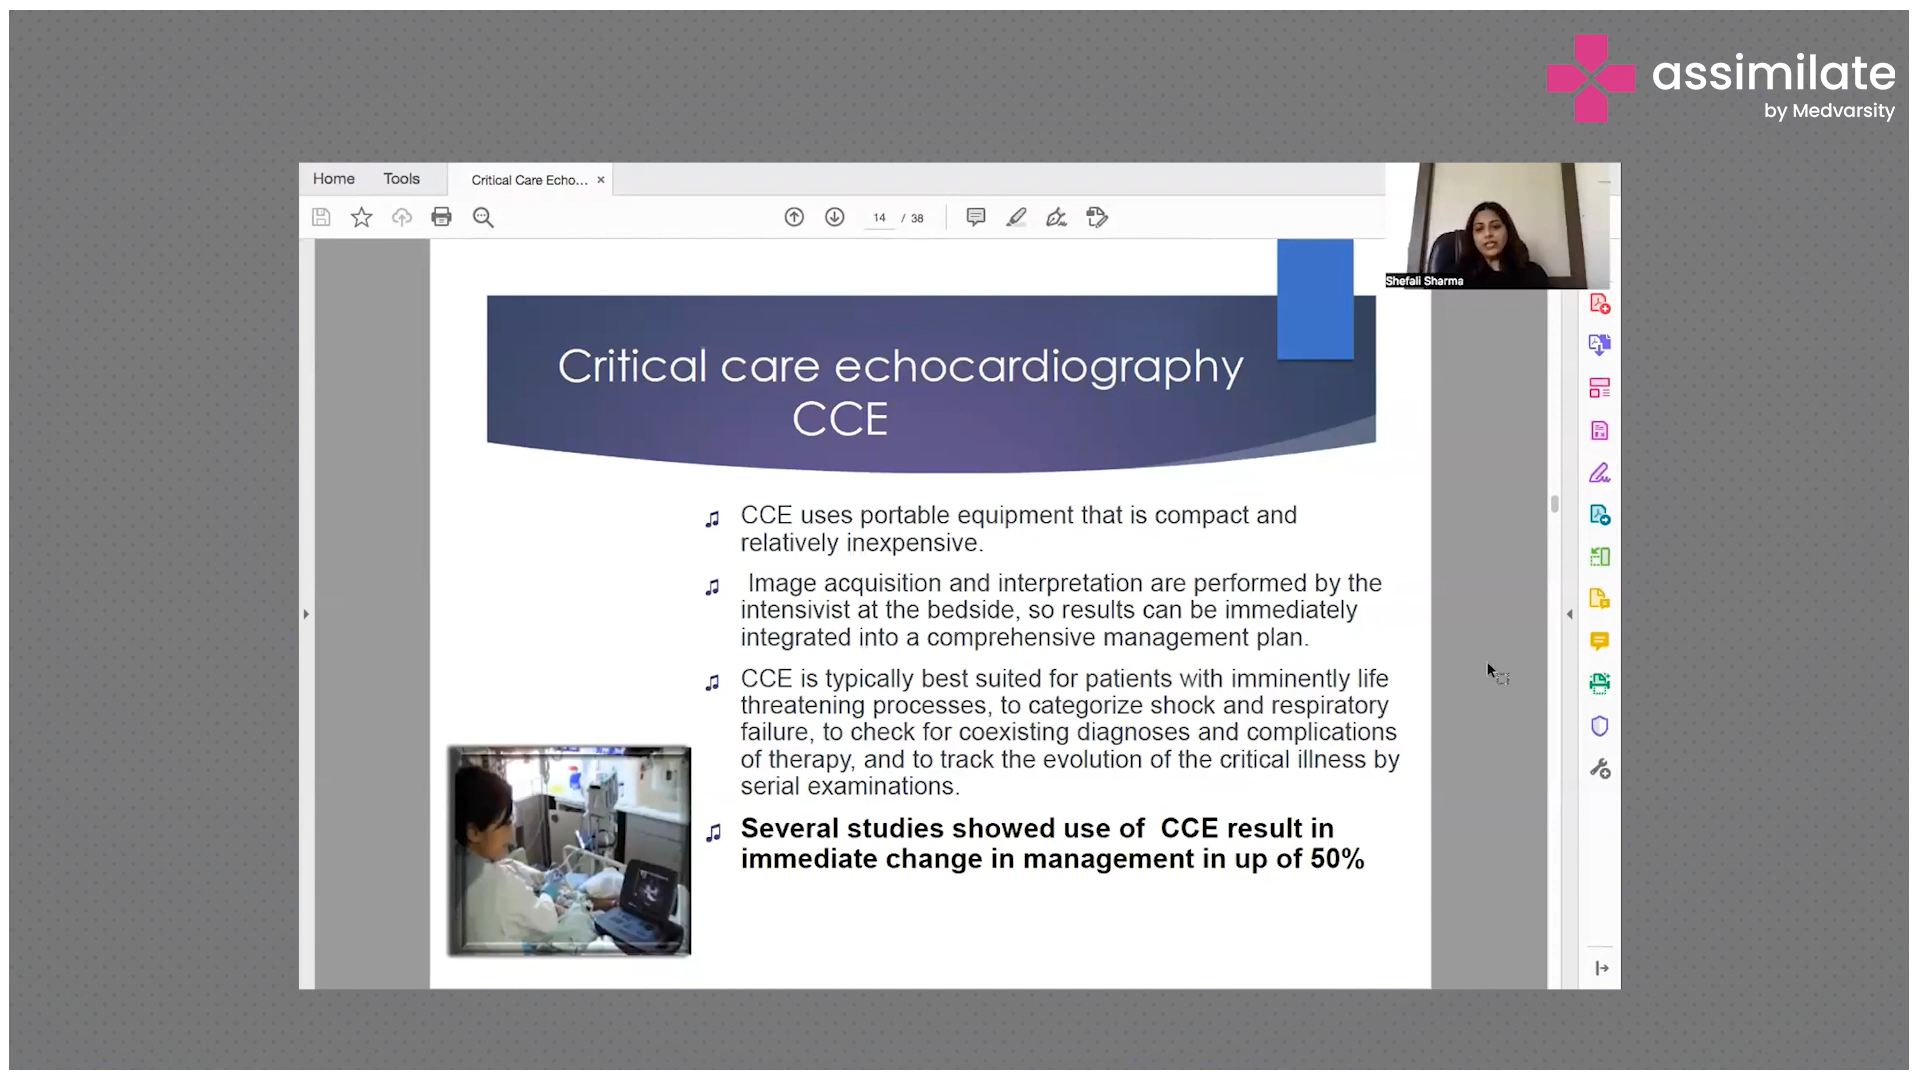 assimilate
by Medvarsity
Home Tools Critical Care Echo... ×
14 / 38
Shefali Sharma
Critical care echocardiography
CCE
CCE uses portable equipment that is compact and
relatively inexpensive.
Image acquisition and interpretation are performed by the
intensivist at the bedside, so results can be immediately
integrated into a comprehensive management plan.
CCE is typically best suited for patients with imminently life
threatening processes, to categorize shock and respiratory
failure, to check for coexisting diagnoses and complications
of therapy, and to track the evolution of the critical illness by
serial examinations.
Several studies showed use of CCE result in
immediate change in management in up of 50%